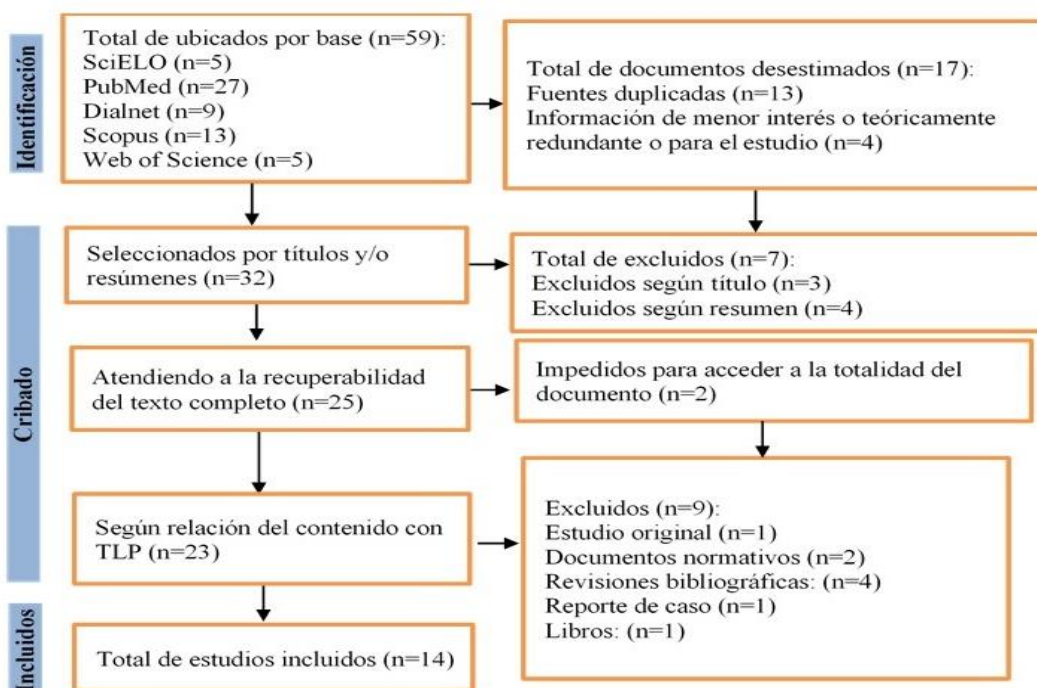 Identificación
Total de ubicados por base (n=59):
SciELO (n=5)
PubMed (n=27)
Dialnet (n=9)
Scopus (n=13)
Web of Science (n=5)
Total de documentos desestimados (n=17):
Fuentes duplicadas (n=13)
Información de menor interés o teóricamente
redundante o para el estudio (n=4)
Cribado
Seleccionados por títulos y/o
resúmenes (n=32)
Total de excluidos (n=7):
Excluidos según título (n=3)
Excluidos según resumen (n=4)
Atendiendo a la recuperabilidad
del texto completo (n=25)
Impedidos para acceder a la totalidad del
documento (n=2)
Según relación del contenido con
TLP (n=23)
Excluidos (n=9):
Estudio original (n=1)
Documentos normativos (n=2)
Revisiones bibliográficas: (n=4)
Reporte de caso (n=1)
Libros: (n=1)
Incluidos
Total de estudios incluidos (n=14)